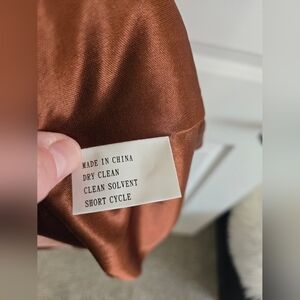 MADE IN CHINA
DRY CLEAN
CLEAN SOLVENT
SHORT CYCLE